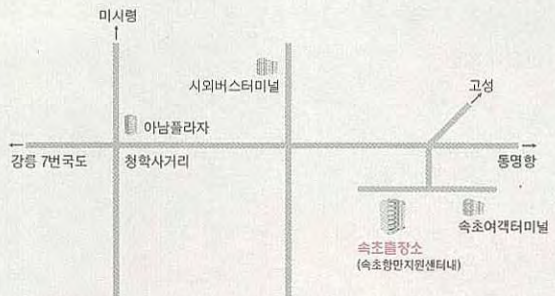 미시령
시외버스터미널
고성
아남플라자
강릉 7번국도
청학사거리
동명항
속초여객터미널
속초출장소
(속초항만지원센터내)